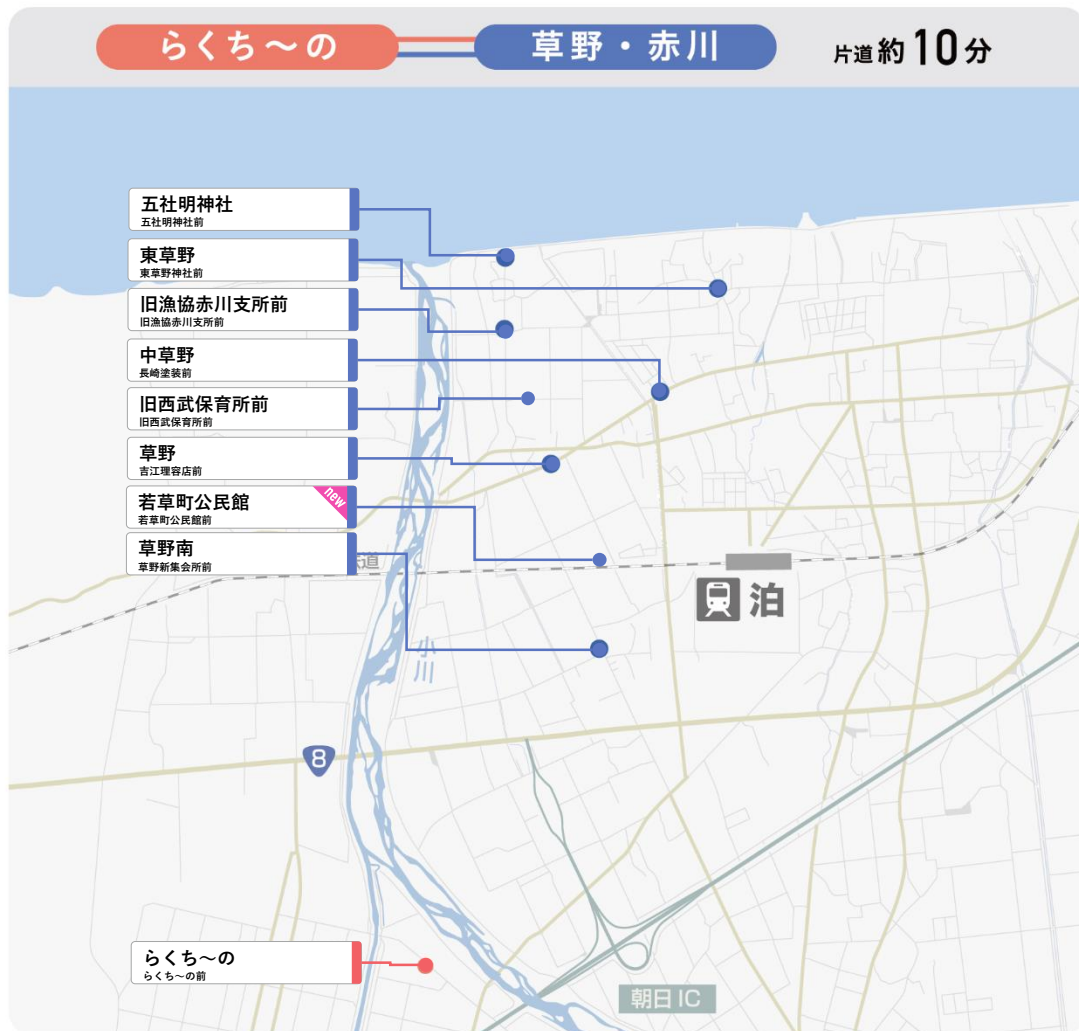 らくち〜の
草野・赤川
片道約10分
五社明神社
五社明神社前
東草野
東草野神社前
旧漁協赤川支所前
旧漁協赤川支所前
中草野
長崎塗装前
旧西武保育所前
旧西武保育所前
草野
吉江理容店前
若草町公民館
new
若草町公民館前
草野南
草野新集会所前
道
泊
小川
8
らくち〜の
らくち〜の前
朝日IC